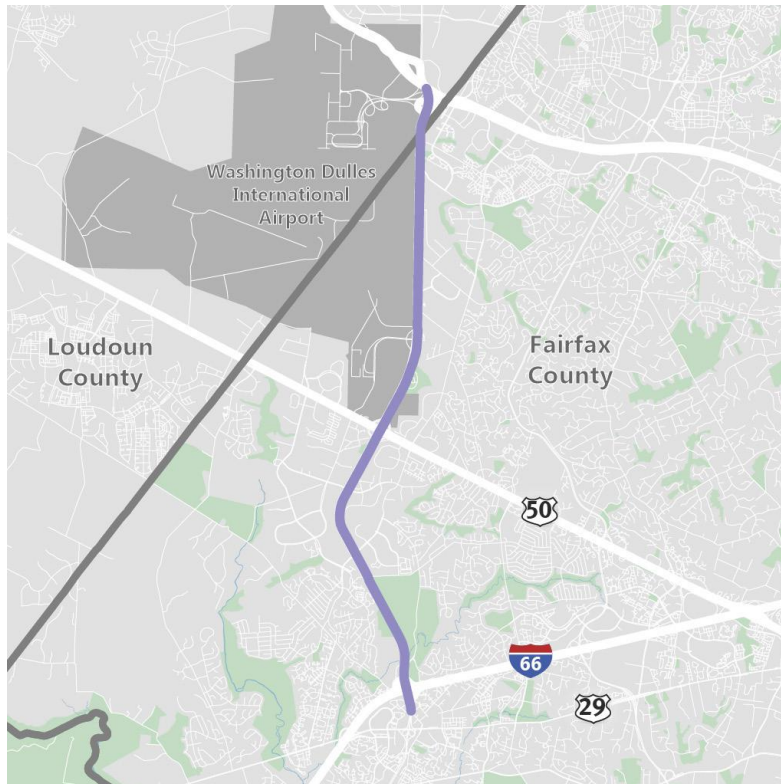 Washington Dulles
International
Airport
Loudoun
County
Fairfax
County
50
66
29